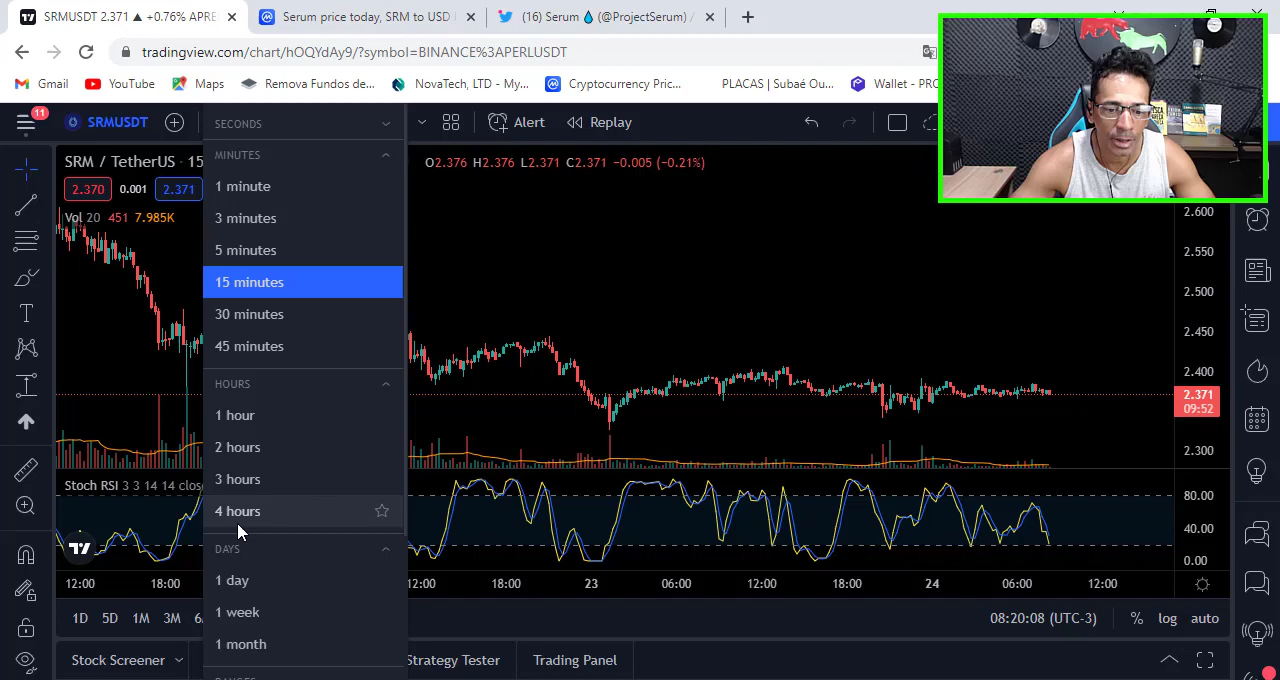 SRMUSDT 2.371 ▲ +0.76% APRE
Serum price today, SRM to USD
(16) Serum 💧 (@ProjectSerum) /
tradingview.com/chart/hOQYdAy9/?symbol=BINANCE%3APERLUSDT
Gmail
YouTube
Maps
Remova Fundos de...
NovaTech, LTD - My...
Cryptocurrency Pric...
PLACAS | Subaé Ou...
Wallet - PRO
11
SRMUSDT
Alert
Replay
SRM / TetherUS · 15
O2.376 H2.376 L2.371 C2.371 −0.005 (−0.21%)
2.370
0.001
2.371
Vol 20 451 7.985K
SECONDS
MINUTES
1 minute
3 minutes
5 minutes
15 minutes
30 minutes
45 minutes
HOURS
1 hour
2 hours
3 hours
4 hours
DAYS
1 day
1 week
1 month
2.600
2.550
2.500
2.450
2.400
2.371
09:52
2.300
Stoch RSI 3 3 14 14 close
80.00
40.00
0.00
12:00
18:00
12:00
18:00
23
06:00
12:00
18:00
24
06:00
12:00
1D
5D
1M
3M
08:20:08 (UTC-3)
%
log
auto
Stock Screener
Strategy Tester
Trading Panel